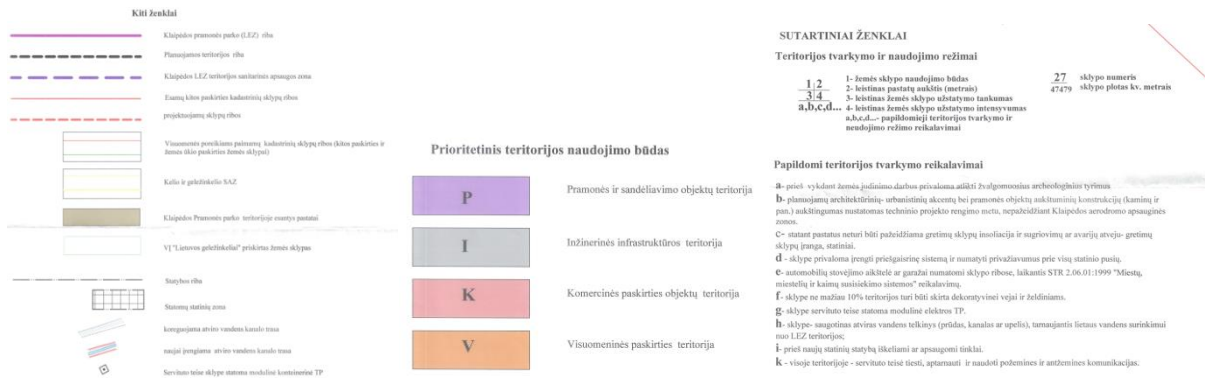 Kiti ženklai
Klaipėdos pramonės parko (LEZ) riba
Planuojamos teritorijos riba
Klaipėdos LEZ teritorijos sanitarinės apsaugos zona
Esamų kitos paskirties kadastrinių sklypų ribos
projektuojamų sklypų ribos
Visuomenės poreikiams paimamų kadastrinių sklypų ribos (kitos paskirties ir
žemės ūkio paskirties žemės sklypai)
Kelio ir geležinkelio SAZ
Klaipėdos Pramonės parko teritorijoje esantys pastatai
VĮ "Lietuvos geležinkeliai" priskirtas žemės sklypas
Statybos riba
Statomų statinių zona
koreguojama atviro vandens kanalo trasa
naujai įrengiama atviro vandens kanalo trasa
Servituto teise sklype statoma modulinė konteinerinė TP
Prioritetinis teritorijos naudojimo būdas
P Pramonės ir sandėliavimo objektų teritorija
I Inžinerinės infrastruktūros teritorija
K Komercinės paskirties objektų teritorija
V Visuomeninės paskirties teritorija
SUTARTINIAI ŽENKLAI
Teritorijos tvarkymo ir naudojimo režimai
1 2
3 4
a,b,c,d...
1- žemės sklypo naudojimo būdas
2- leistinas pastatų aukštis (metrais)
3- leistinas žemės sklypo užstatymo tankumas
4- leistinas žemės sklypo užstatymo intensyvumas
a,b,c,d...- papildomieji teritorijos tvarkymo ir
neudojimo režimo reikalavimai
27 sklypo numeris
47479 sklypo plotas kv. metrais
Papildomi teritorijos tvarkymo reikalavimai
a- prieš vykdant žemės judinimo darbus privaloma atlikti žvalgomuosius archeologinius tyrimus
b- planuojamų architektūrinių- urbanistinių akcentų bei pramonės objektų aukštuminių konstrukcijų (kaminų ir
pan.) aukštingumas nustatomas techninio projekto rengimo metu, nepažeidžiant Klaipėdos aerodromo apsauginės
zonos.
c- statant pastatus neturi būti pažeidžiama gretimų sklypų insoliacija ir sugriovimo ar avarijų atveju- gretimų
sklypų įranga, statiniai.
d - sklype privaloma įrengti priešgaisrinę sistemą ir numatyti privažiavimus prie visų statinio pusių.
e- automobilių stovėjimo aikštelė ar garažai numatomi sklypo ribose, laikantis STR 2.06.01:1999 "Miestų,
miestelių ir kaimų susisiekimo sistemos" reikalavimų.
f- sklype ne mažiau 10% teritorijos turi būti skirta dekoratyvinei vejai ir želdiniams.
g- sklype servituto teise statoma modulinė elektros TP.
h- sklype- saugotinas atviras vandens telkinys (prūdas, kanalas ar upelis), tarnaujantis lietaus vandens surinkimui
nuo LEZ teritorijos;
i- prieš naujų statinių statybą iškeliami ar apsaugomi tinklai.
k - visoje teritorijoje - servituto teisė tiesti, aptarnauti ir naudoti požemines ir antžemines komunikacijas.